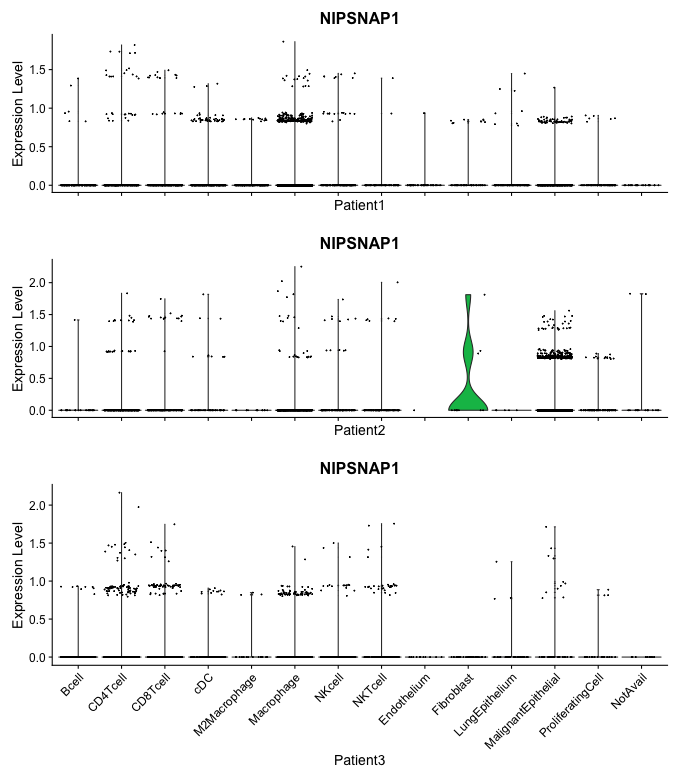 NIPSNAP1
Expression Level
1.5
1.0
0.5
0.0
Patient1
NIPSNAP1
Expression Level
2.0
1.5
1.0
0.5
0.0
Patient2
NIPSNAP1
Expression Level
2.0
1.5
1.0
0.5
0.0
Bcell
CD4Tcell
CD8Tcell
cDC
M2Macrophage
Macrophage
NKcell
NKTcell
Endothelium
Fibroblast
LungEpithelium
MalignantEpithelial
ProliferatingCell
NotAvail
Patient3